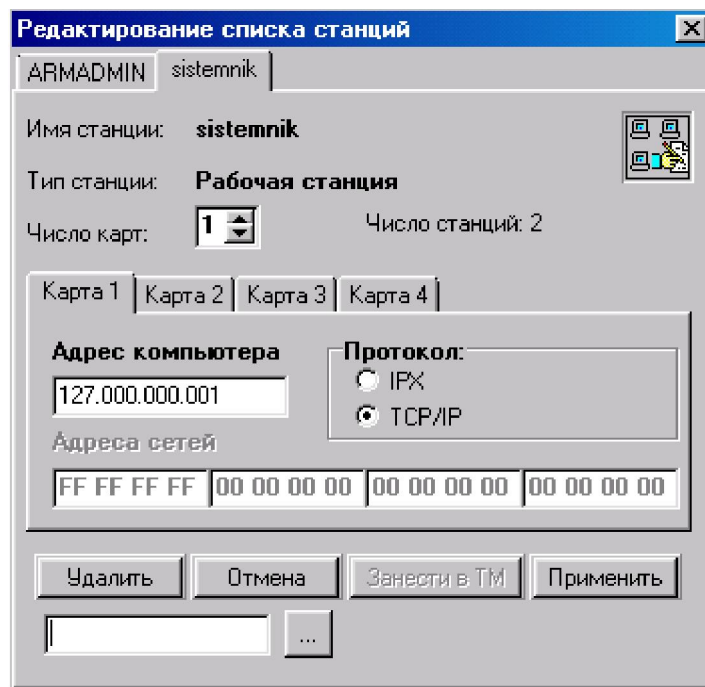 Редактирование списка станций
ARMADMIN sistemnik
Имя станции: sistemnik
Тип станции: Рабочая станция
Число карт: 1 Число станций: 2
Карта 1 Карта 2 Карта 3 Карта 4
Адрес компьютера Протокол:
IPX
127.000.000.001
TCP/IP
Адреса сетей
FF FF FF FF 00 00 00 00 00 00 00 00 00 00 00 00
Удалить Отмена Занести в ТМ Применить
...